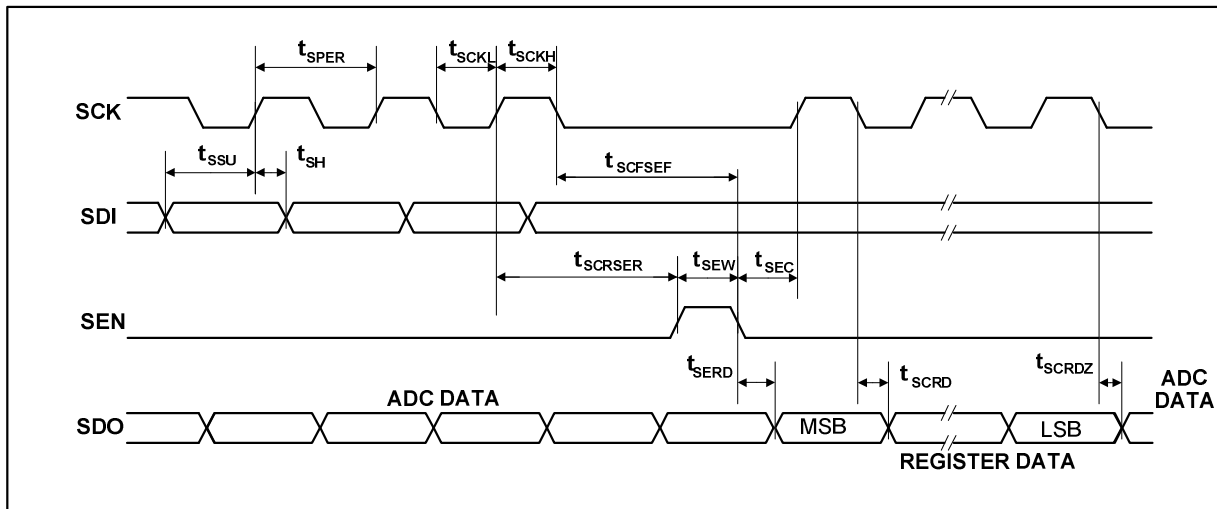 tSPER
tSCKL
tSCKH
SCK
tSSU
tSH
tSCFSEF
SDI
tSCRSER
tSEW
tSEC
SEN
tSERD
tSCRD
tSCRDZ
ADC DATA
ADC DATA
SDO
MSB
LSB
REGISTER DATA